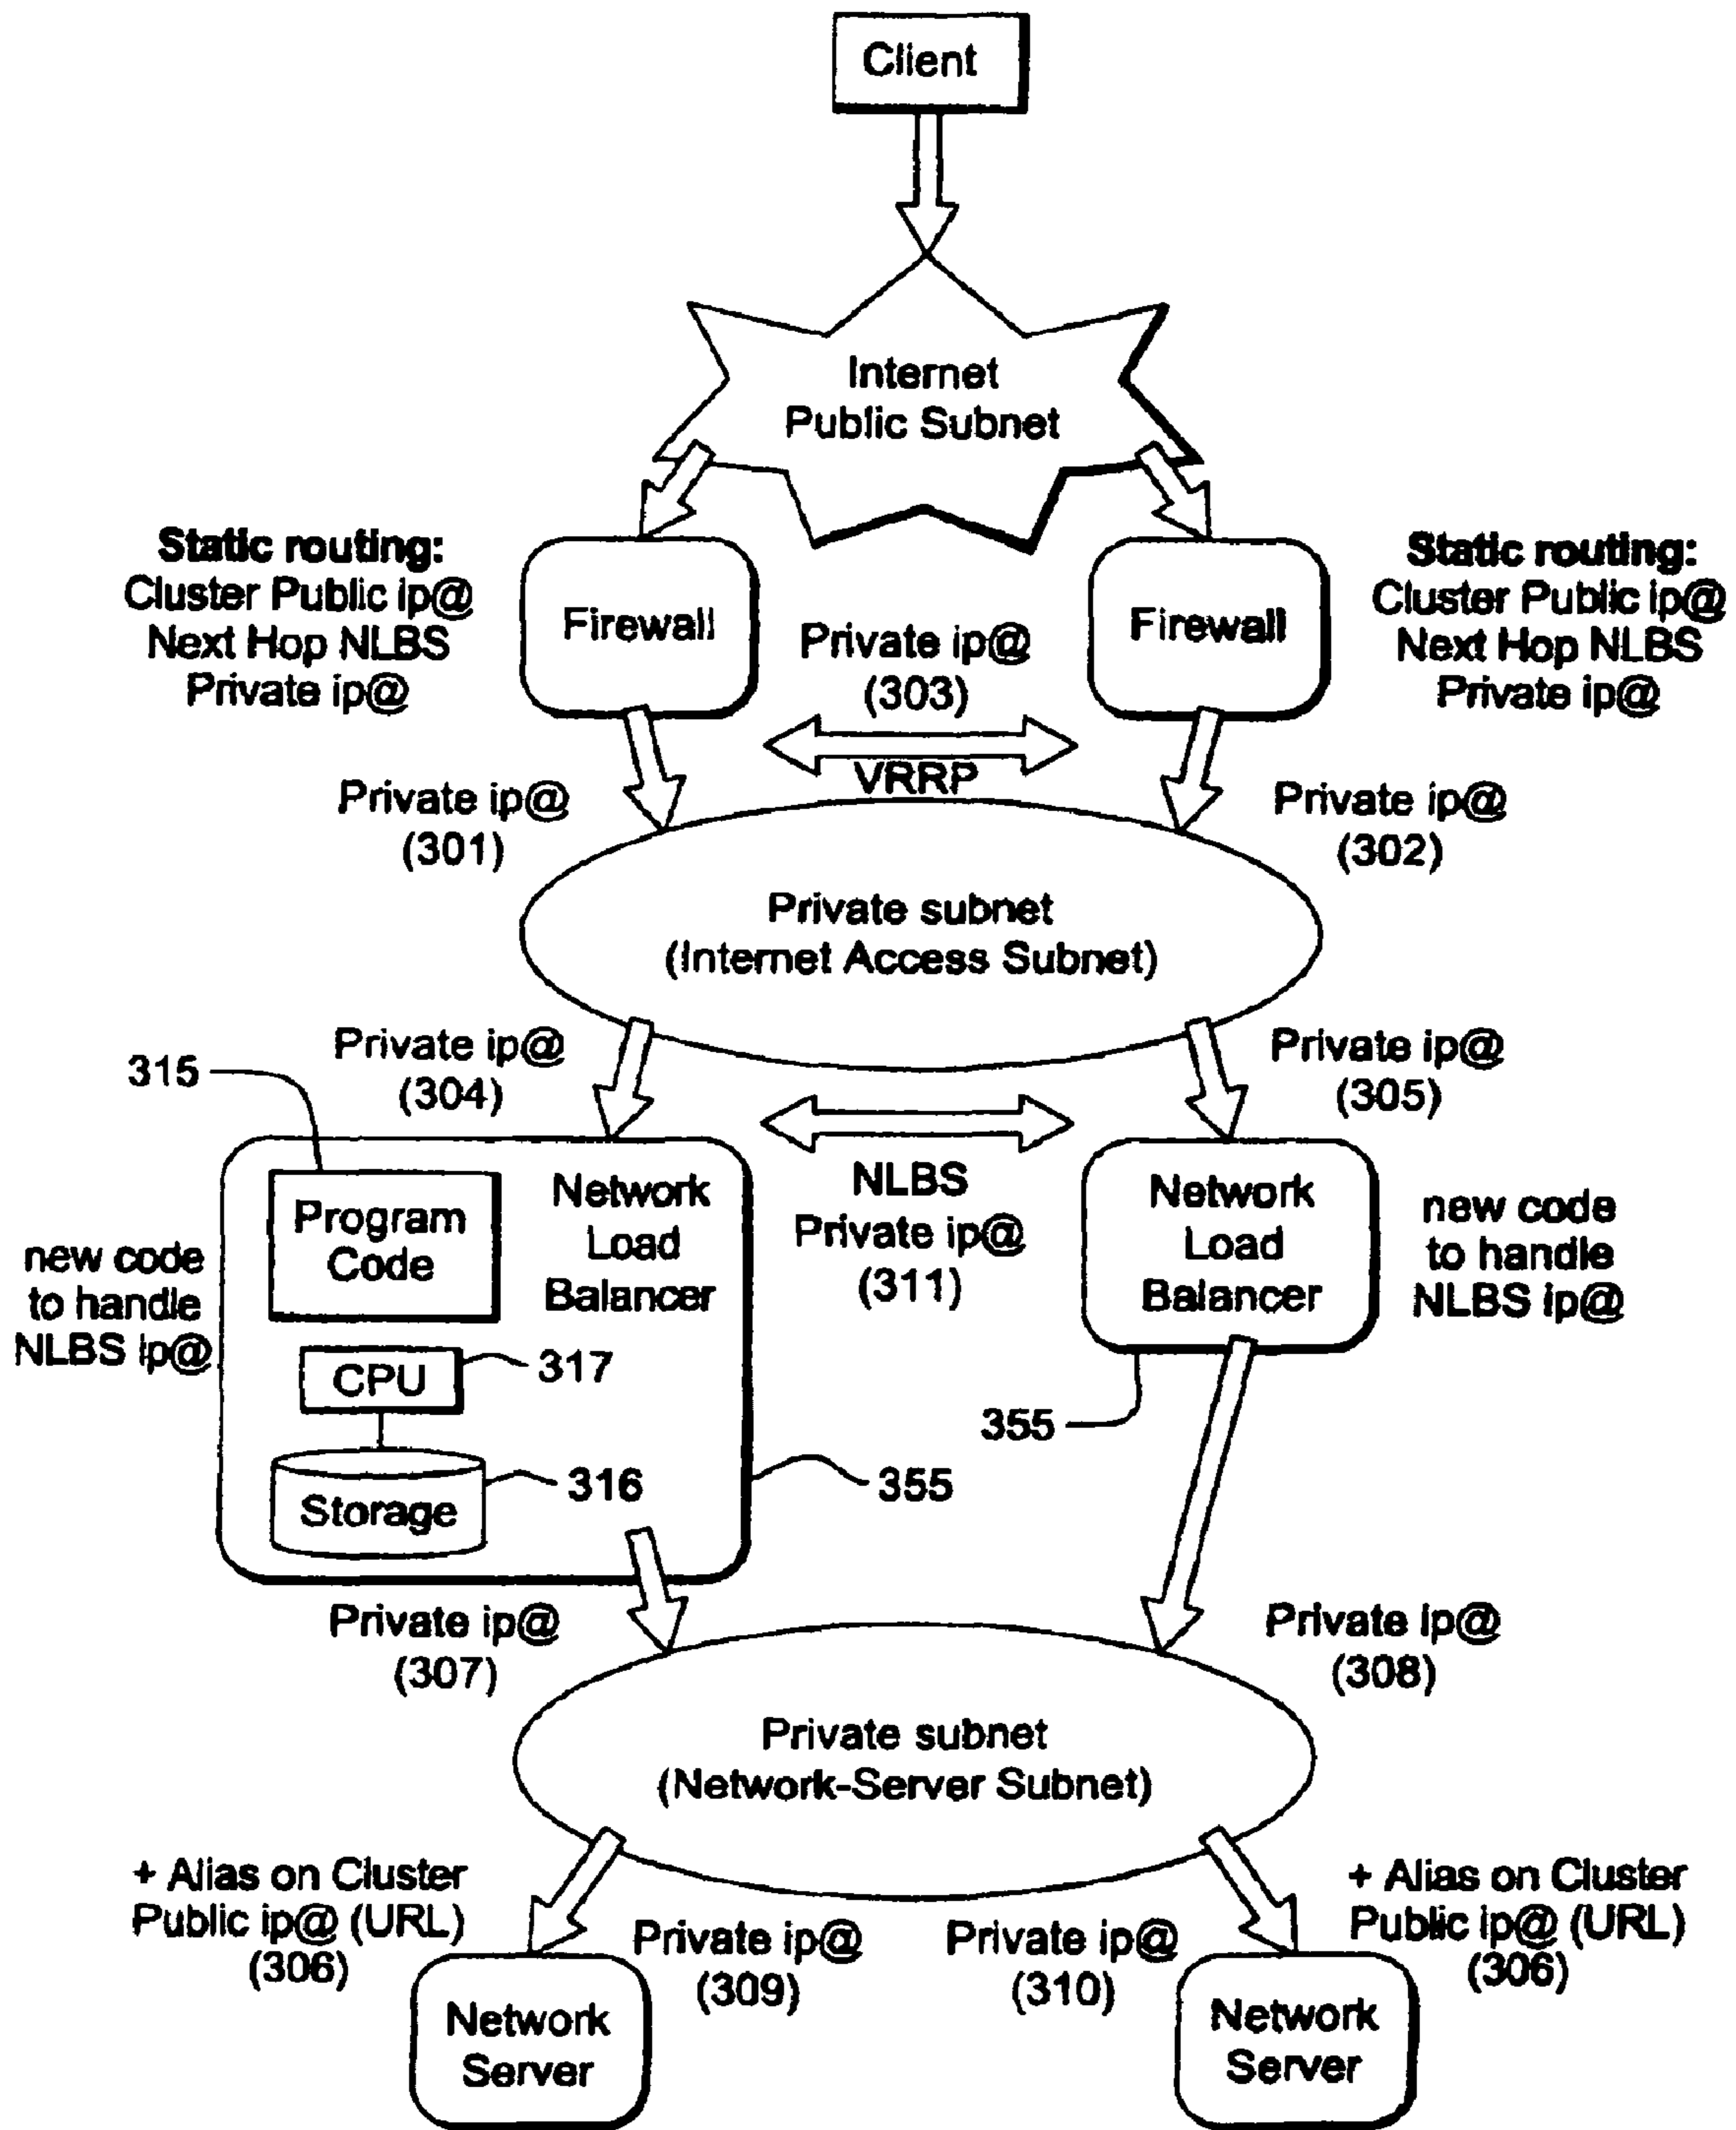 Client
Internet
Public Subnet
Static routing:
Cluster Public ip@
Next Hop NLBS
Private ip@
Firewall
Private ip@
(303)
VRRP
Firewall
Static routing:
Cluster Public ip@
Next Hop NLBS
Private ip@
Private ip@
(301)
Private ip@
(302)
Private subnet
(Internet Access Subnet)
Private ip@
(304)
Private ip@
(305)
315
NLBS
Private ip@
(311)
Program
Code
Network
Load
Balancer
new code
to handle
NLBS ip@
CPU
317
Storage
316
355
Network
Load
Balancer
new code
to handle
NLBS ip@
355
Private ip@
(307)
Private ip@
(308)
Private subnet
(Network-Server Subnet)
+ Alias on Cluster
Public ip@ (URL)
(306)
Private ip@
(309)
Private ip@
(310)
+ Alias on Cluster
Public ip@ (URL)
(306)
Network
Server
Network
Server